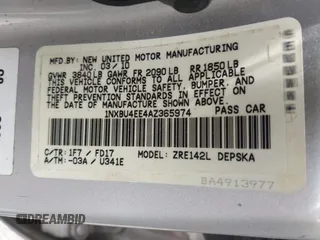 MFD.BY: NEW UNITED MOTOR MANUFACTURING
INC. 03/10
GVWR 3840LB GAWR FR 2090LB RR 1850LB
THIS VEHICLE CONFORMS TO ALL APPLICABLE
FEDERAL MOTOR VEHICLE SAFETY, BUMPER, AND
THEFT PREVENTION STANDARDS IN EFFECT ON
THE DATE OF MANUFACTURE SHOWN ABOVE.
1NXBU4EE4AZ365974 PASS. CAR
C/TR: 1F7 / FD17 MODEL: ZRE142L DEPSKA
A/TM: -03A / U341E
BA4913977
DREAMBID